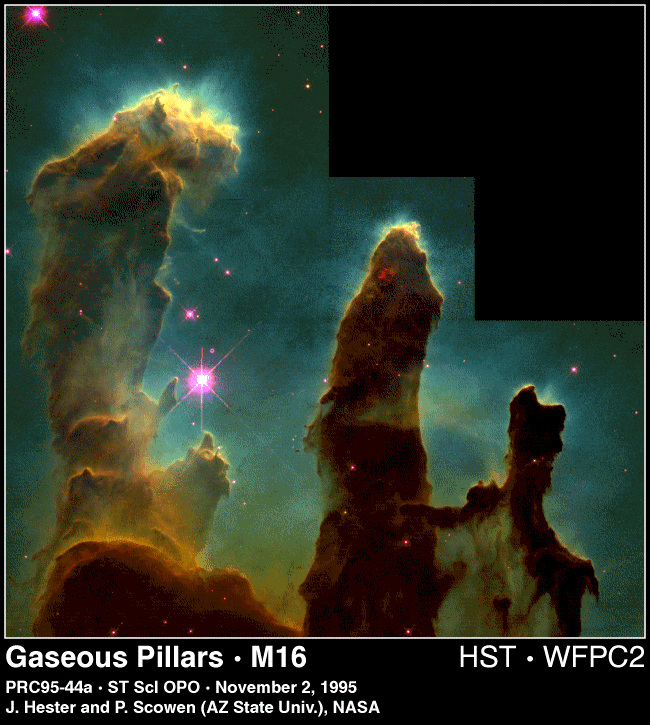 Gaseous Pillars · M16 HST · WFPC2
PRC95-44a · ST ScI OPO · November 2, 1995
J. Hester and P. Scowen (AZ State Univ.), NASA